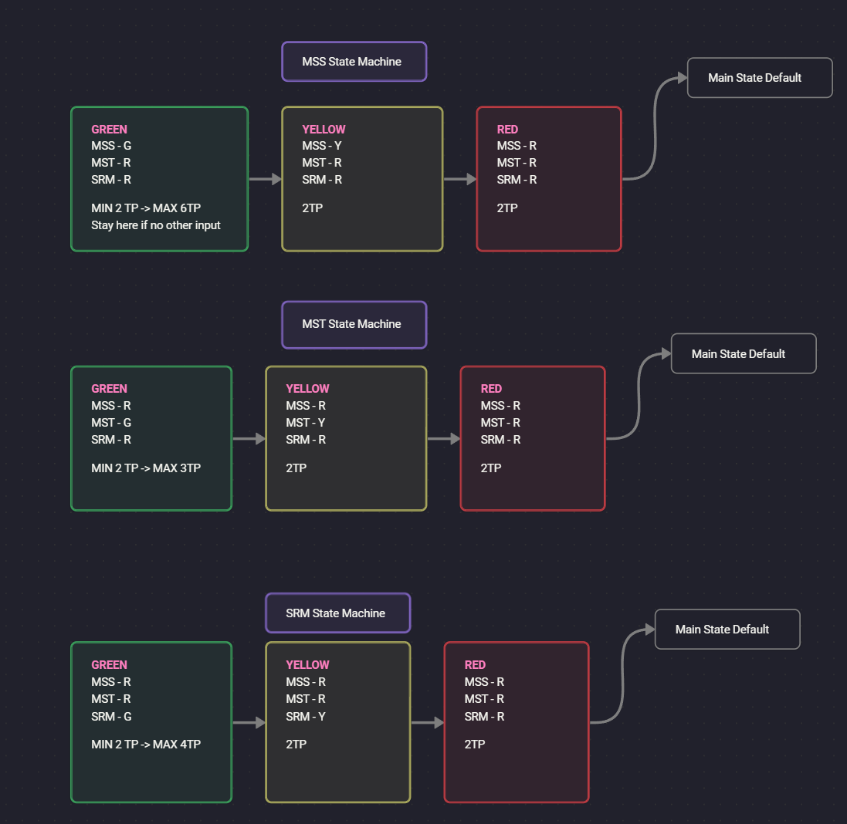 MSS State Machine
Main State Default
GREEN
MSS - G
MST - R
SRM - R
MIN 2 TP -> MAX 6TP
Stay here if no other input
YELLOW
MSS - Y
MST - R
SRM - R
2TP
RED
MSS - R
MST - R
SRM - R
2TP
MST State Machine
Main State Default
GREEN
MSS - R
MST - G
SRM - R
MIN 2 TP -> MAX 3TP
YELLOW
MSS - R
MST - Y
SRM - R
2TP
RED
MSS - R
MST - R
SRM - R
2TP
SRM State Machine
Main State Default
GREEN
MSS - R
MST - R
SRM - G
MIN 2 TP -> MAX 4TP
YELLOW
MSS - R
MST - R
SRM - Y
2TP
RED
MSS - R
MST - R
SRM - R
2TP